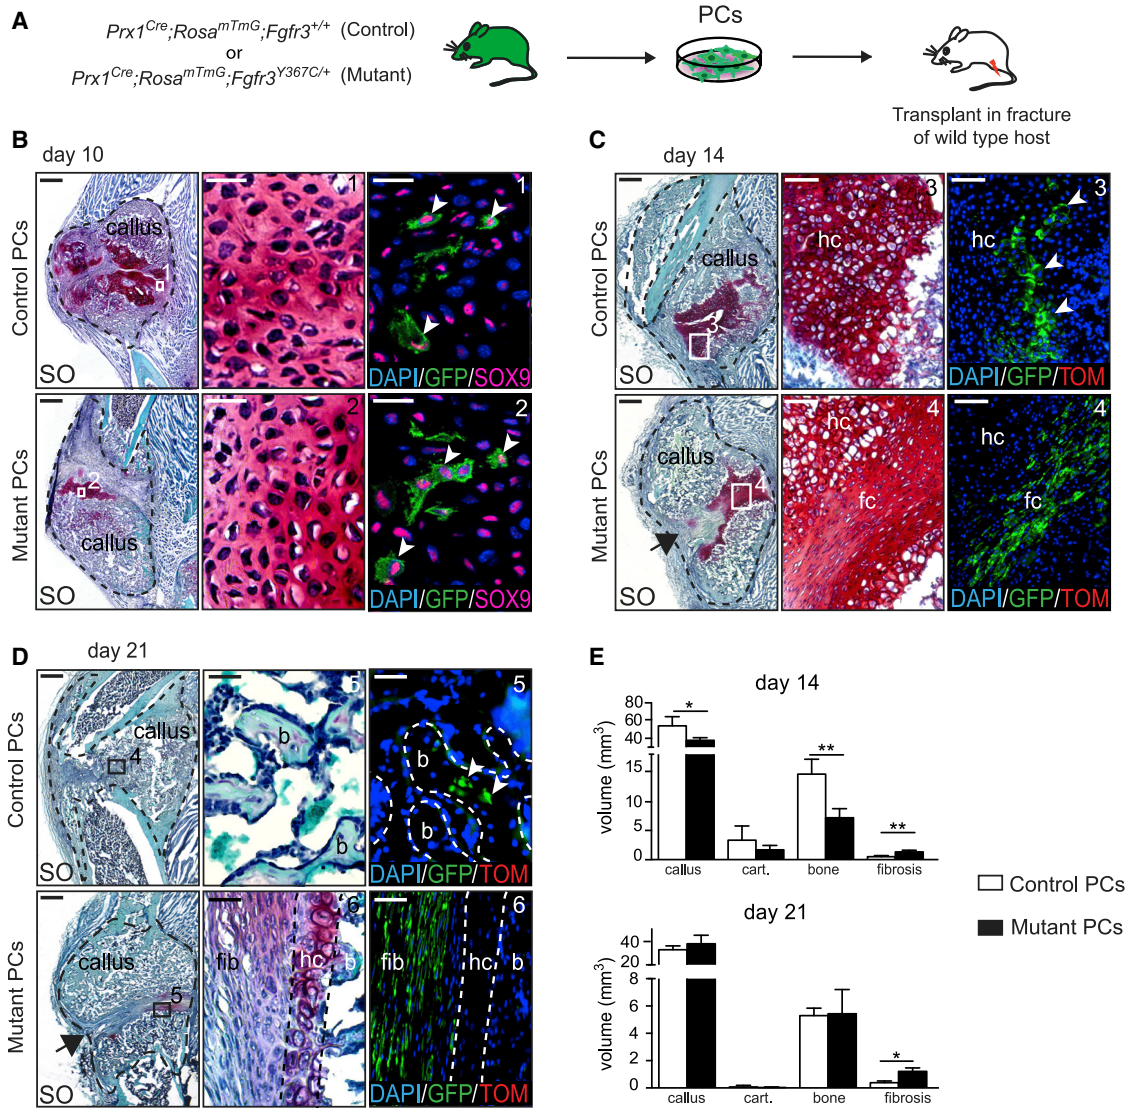 A
Prx1Cre;RosamTmG;Fgfr3+/+ (Control)
or
Prx1Cre;RosamTmG;Fgfr3Y367C/+ (Mutant)
PCs
Transplant in fracture
of wild type host
B
day 10
Control PCs
callus
1
SO
1
1
DAPI/GFP/SOX9
Mutant PCs
2
callus
SO
2
2
DAPI/GFP/SOX9
C
day 14
Control PCs
callus
3
SO
3
hc
3
hc
DAPI/GFP/TOM
Mutant PCs
callus
4
SO
4
hc
fc
4
hc
fc
DAPI/GFP/TOM
D
day 21
Control PCs
callus
4
SO
5
b
b
5
b
b
DAPI/GFP/TOM
Mutant PCs
callus
5
SO
6
fib
hc
b
6
fib
hc
b
DAPI/GFP/TOM
E
day 14
volume (mm3)
80
60
40
20
15
10
5
0
*
**
**
callus
cart.
bone
fibrosis
Control PCs
Mutant PCs
day 21
volume (mm3)
40
20
8
6
4
2
0
*
callus
cart.
bone
fibrosis